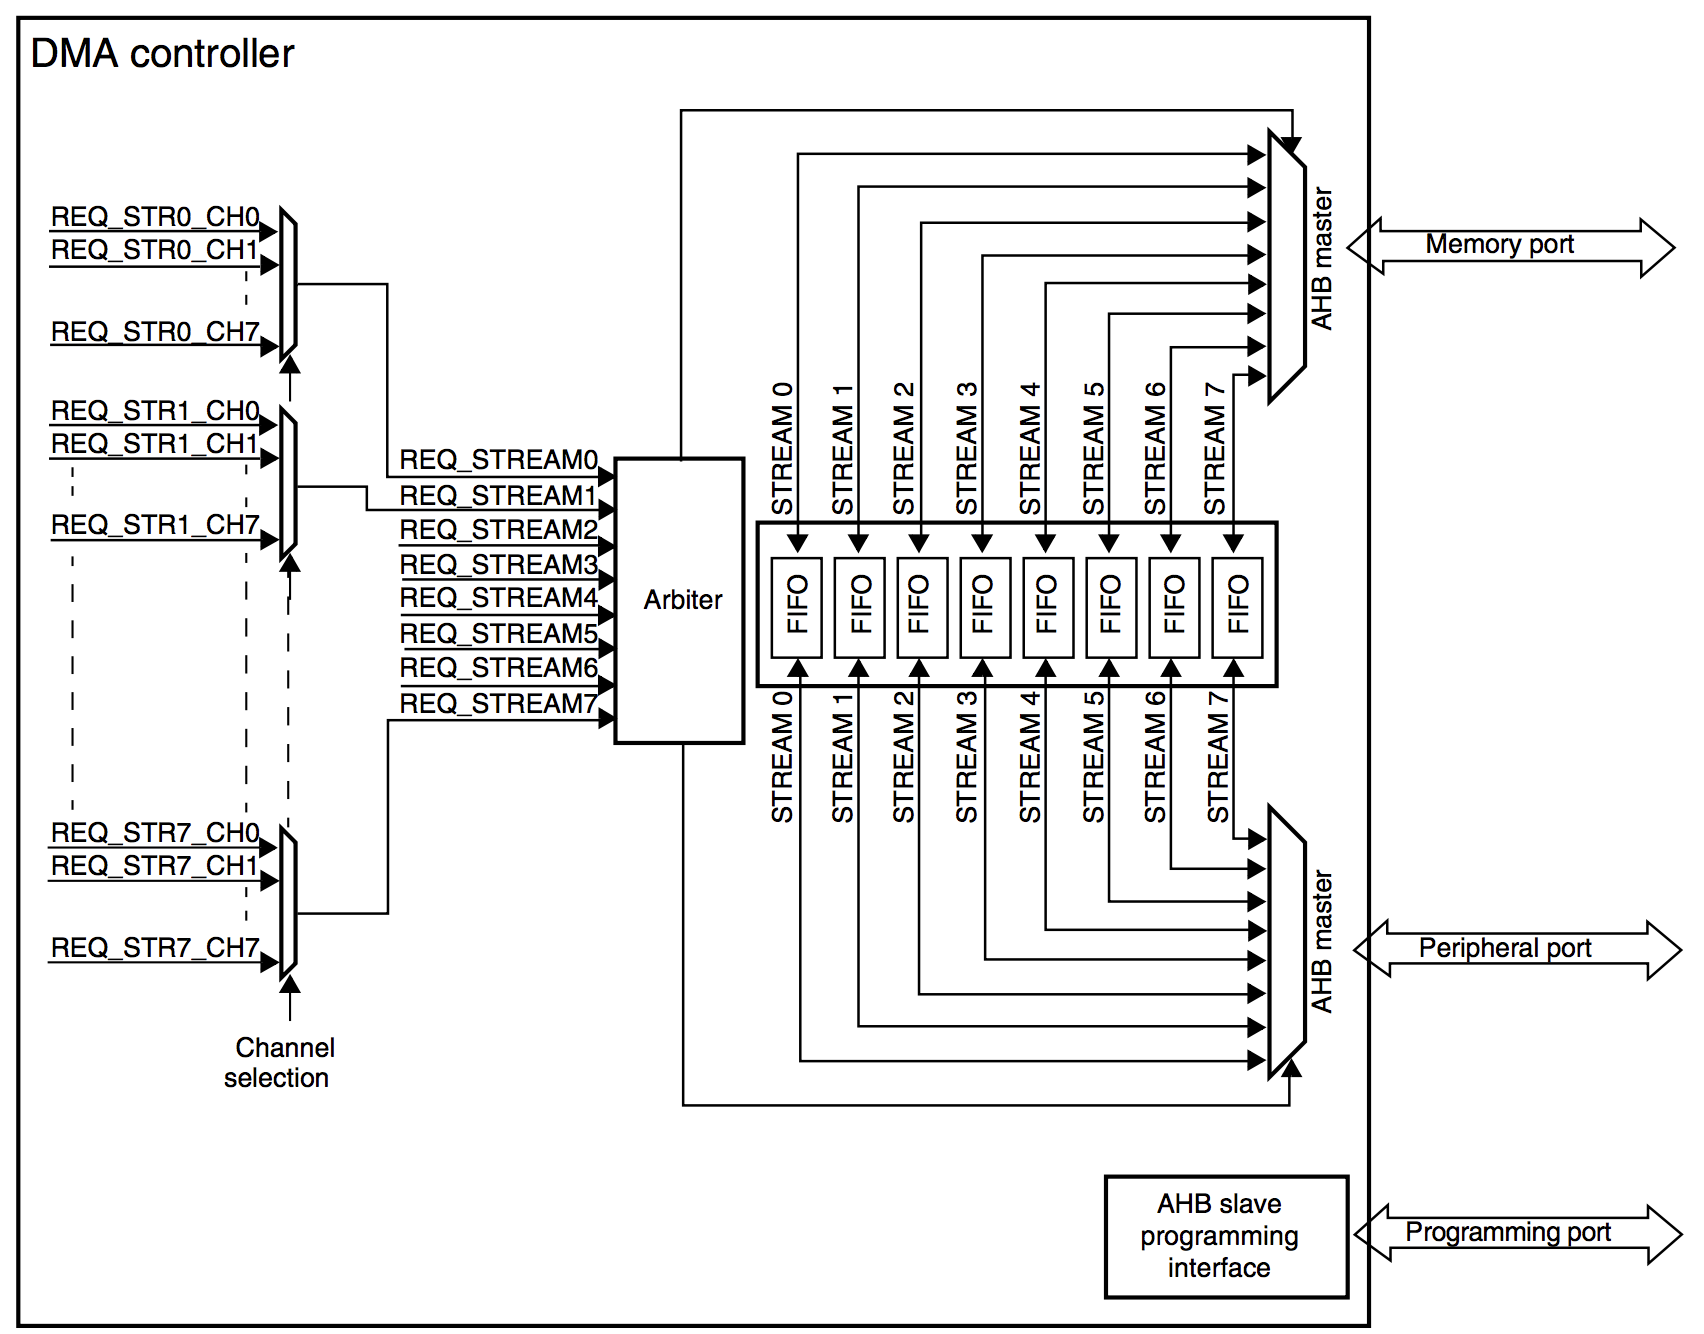 DMA controller
REQ_STR0_CH0
REQ_STR0_CH1
REQ_STR0_CH7
REQ_STR1_CH0
REQ_STR1_CH1
REQ_STR1_CH7
REQ_STR7_CH0
REQ_STR7_CH1
REQ_STR7_CH7
Channel
selection
REQ_STREAM0
REQ_STREAM1
REQ_STREAM2
REQ_STREAM3
REQ_STREAM4
REQ_STREAM5
REQ_STREAM6
REQ_STREAM7
Arbiter
STREAM 0
STREAM 1
STREAM 2
STREAM 3
STREAM 4
STREAM 5
STREAM 6
STREAM 7
FIFO
FIFO
FIFO
FIFO
FIFO
FIFO
FIFO
FIFO
STREAM 0
STREAM 1
STREAM 2
STREAM 3
STREAM 4
STREAM 5
STREAM 6
STREAM 7
AHB master
Memory port
AHB master
Peripheral port
AHB slave
programming
interface
Programming port